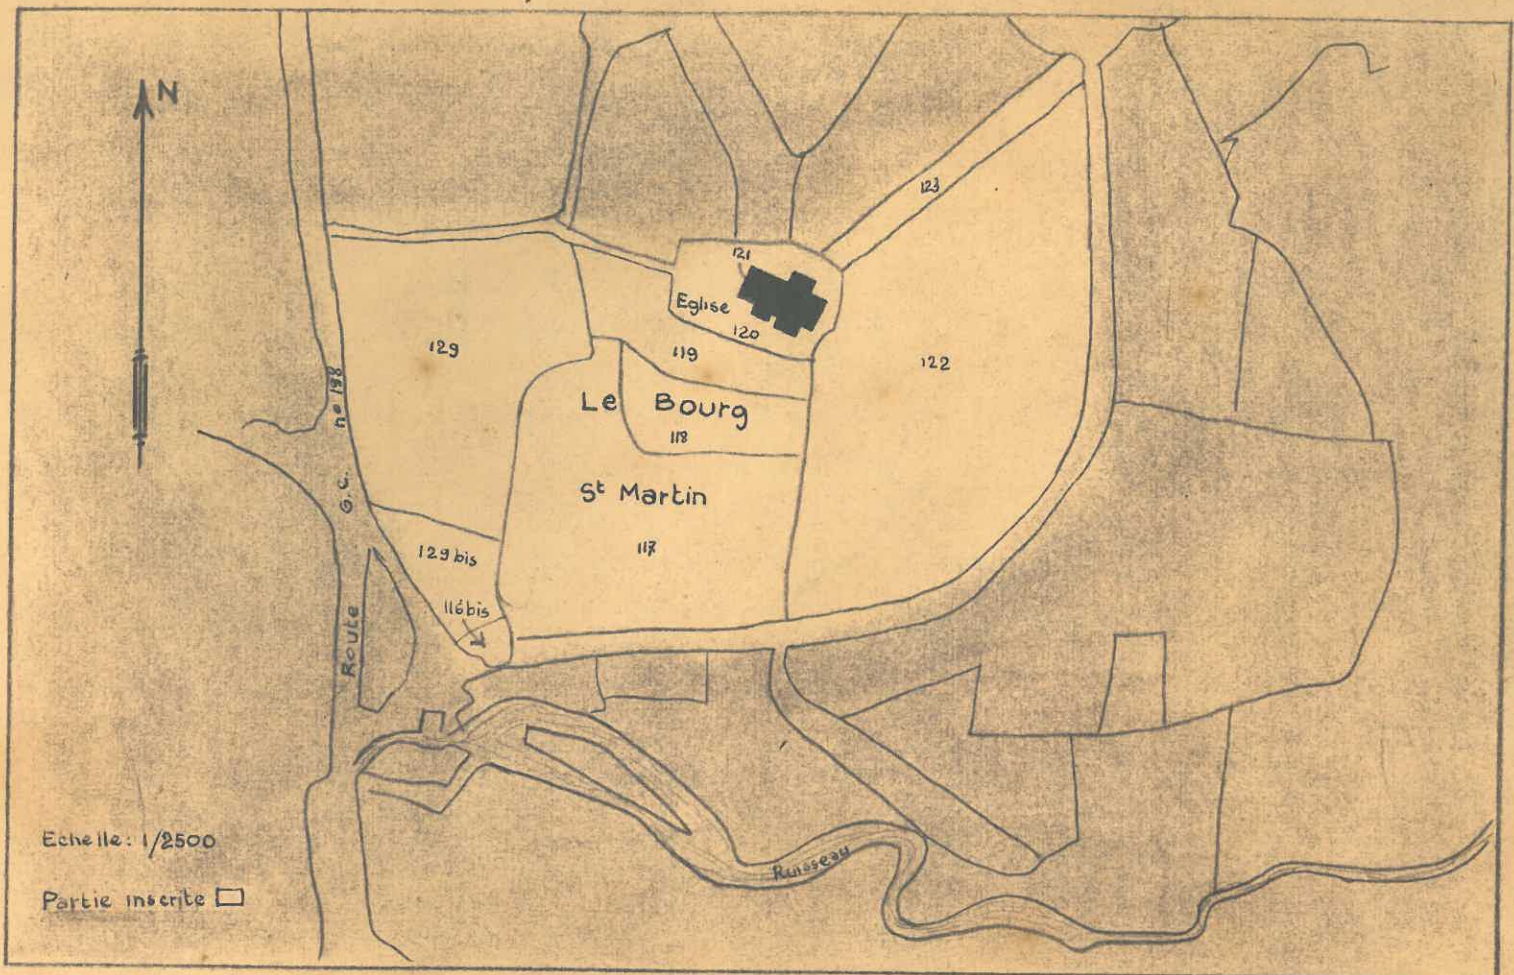 N
123
121
Eglise
120
129
119
122
Le Bourg
118
St Martin
117
129 bis
116 bis
Route G.C. no 198
Ruisseau
Echelle: 1/2500
Partie inscrite